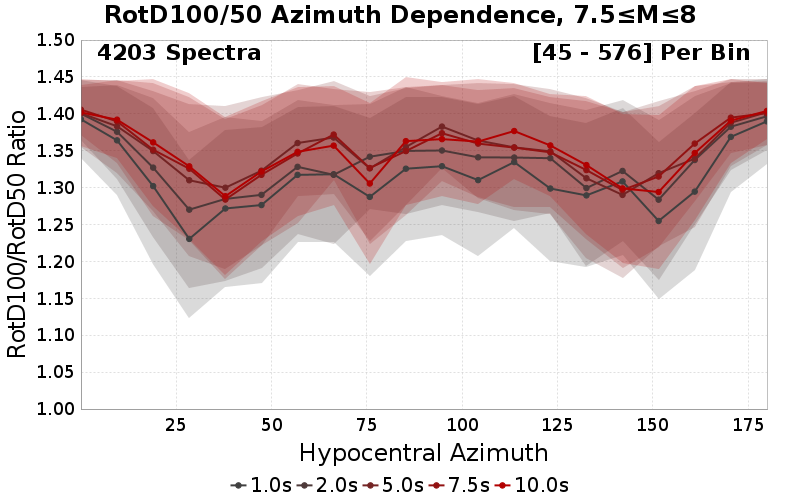 RotD100/50 Azimuth Dependence, 7.5≤M≤8
4203 Spectra
[45 - 576] Per Bin
RotD100/RotD50 Ratio
1.50
1.45
1.40
1.35
1.30
1.25
1.20
1.15
1.10
1.05
1.00
25 50 75 100 125 150 175
Hypocentral Azimuth
1.0s 2.0s 5.0s 7.5s 10.0s